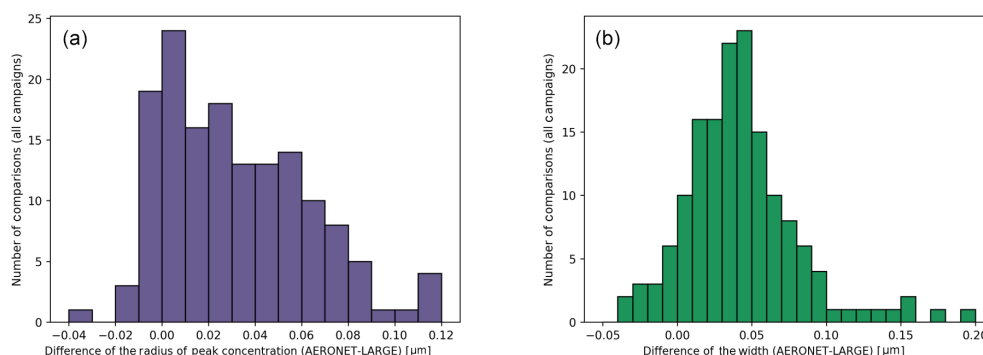 (a)
Number of comparisons (all campaigns)
25
20
15
10
5
0
−0.04 −0.02 0.00 0.02 0.04 0.06 0.08 0.10 0.12
Difference of the radius of peak concentration (AERONET-LARGE) [μm]
(b)
Number of comparisons (all campaigns)
20
15
10
5
0
−0.05 0.00 0.05 0.10 0.15 0.20
Difference of the width (AERONET-LARGE) [μm]